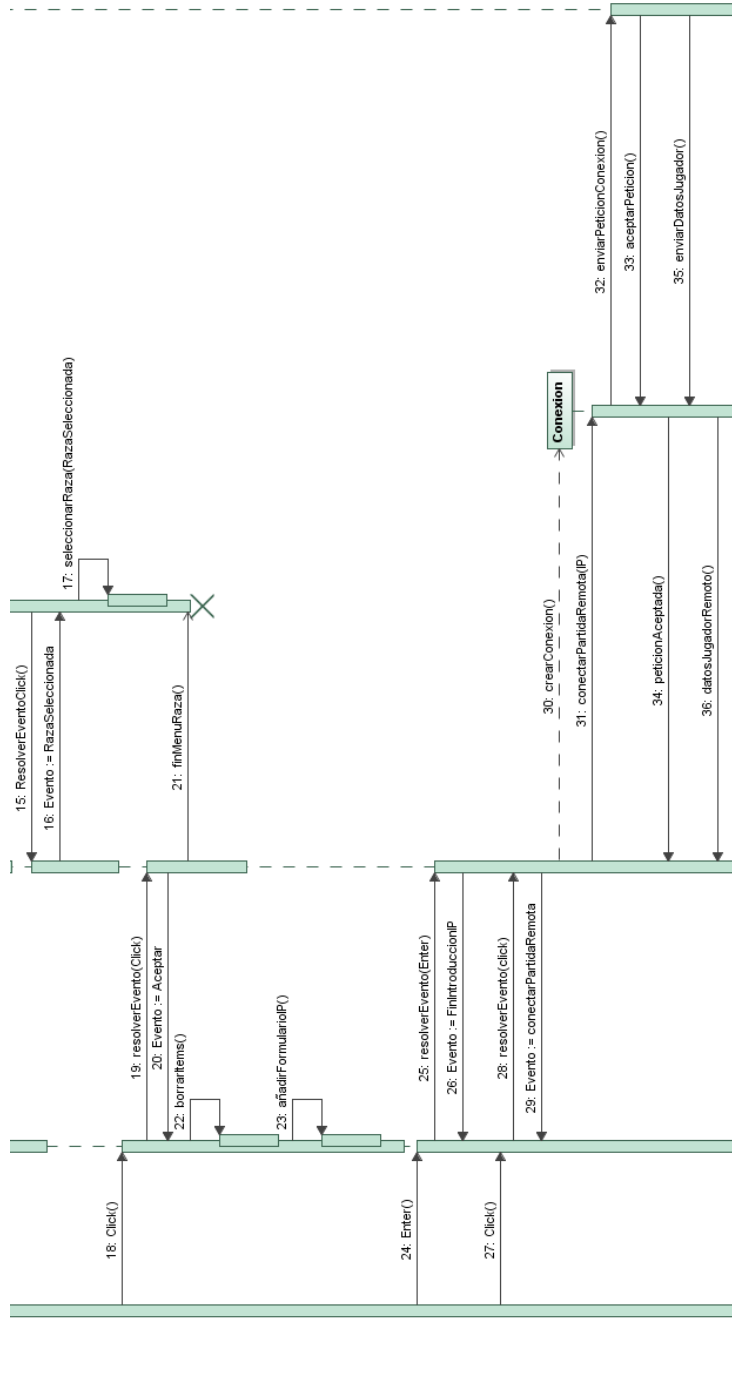 15: ResolverEventoClick()
16: Evento := RazaSeleccionada
17: seleccionarRaza(RazaSeleccionada)
18: Click()
19: resolverEvento(Click)
20: Evento := Aceptar
21: finMenuRaza()
22: borrarItems()
23: añadirFormularioIP()
24: Enter()
25: resolverEvento(Enter)
26: Evento := FinIntroduccionIP
27: Click()
28: resolverEvento(click)
29: Evento := conectarPartidaRemota
30: crearConexion()
Conexion
31: conectarPartidaRemota(IP)
32: enviarPeticionConexion()
33: aceptarPeticion()
34: peticionAceptada()
35: enviarDatosJugador()
36: datosJugadorRemoto()